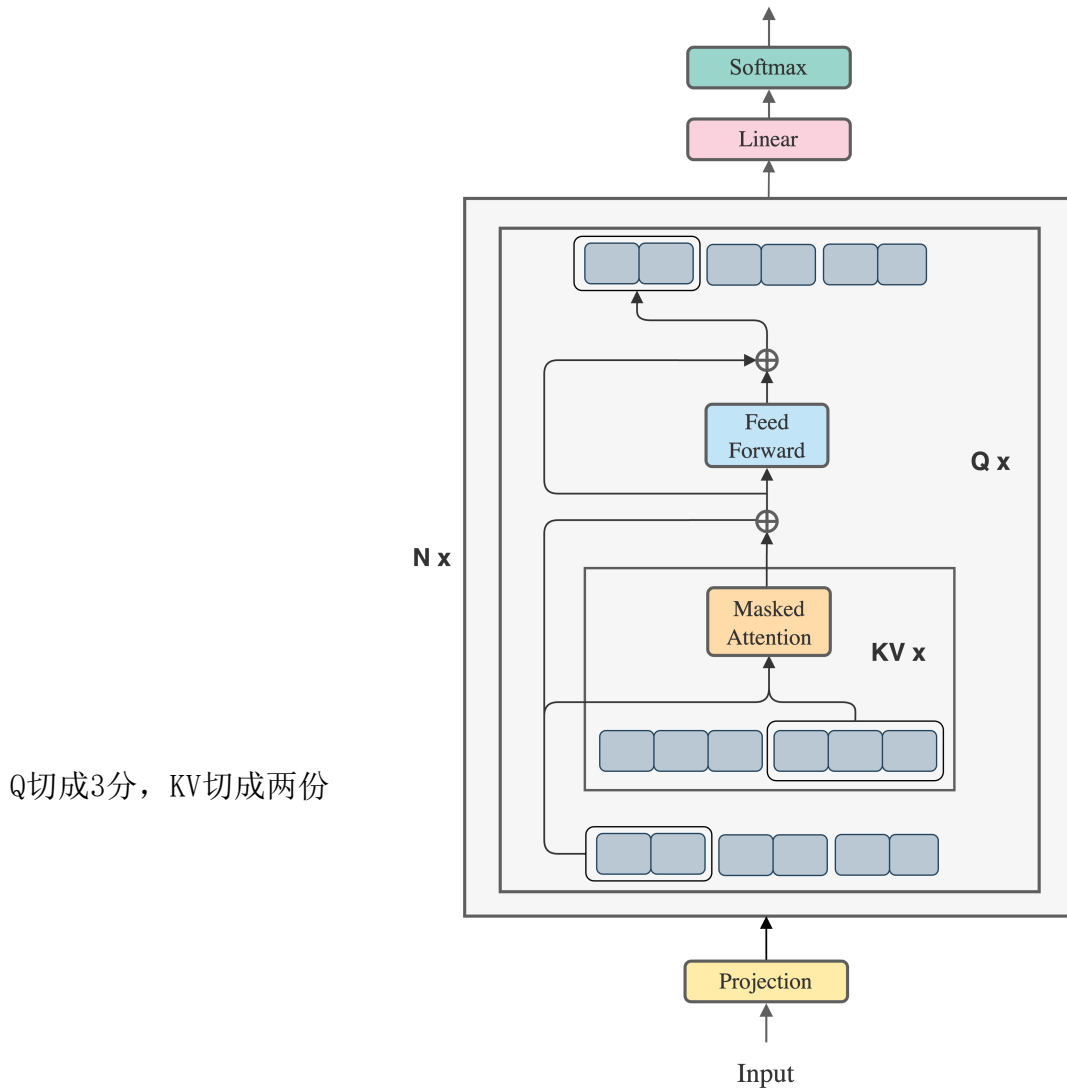 Softmax
Linear
Feed
Forward
Q x
N x
Masked
Attention
KV x
Q切成3分，KV切成两份
Projection
Input